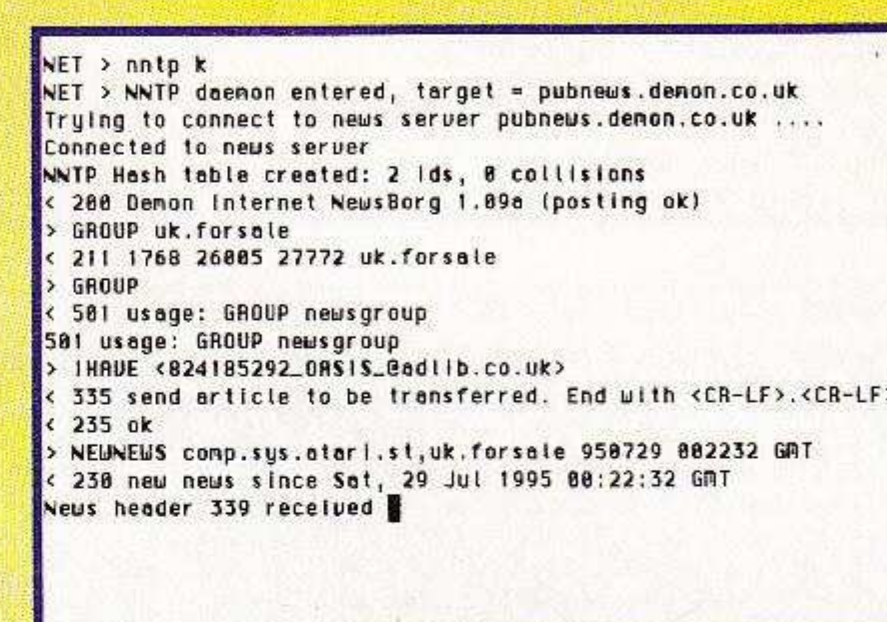 NET > nntp k
NET > NNTP daemon entered, target = pubnews.demon.co.uk
Trying to connect to news server pubnews.demon.co.uk ....
Connected to news server
NNTP Hash table created: 2 ids, 0 collisions
< 200 Demon Internet NewsBorg 1.09a (posting ok)
> GROUP uk.forsale
< 211 1768 26005 27772 uk.forsale
> GROUP
< 501 usage: GROUP newsgroup
501 usage: GROUP newsgroup
> IHAVE <824185292_OASIS_@adlib.co.uk>
< 335 send article to be transferred. End with <CR-LF>.<CR-LF>
< 235 ok
> NEWNEWS comp.sys.atari.st,uk.forsale 950729 002232 GMT
< 230 new news since Sat, 29 Jul 1995 00:22:32 GMT
News header 339 received